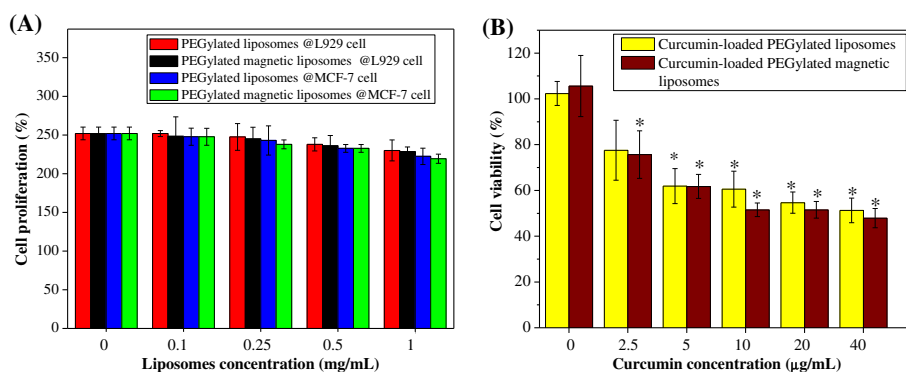 (A)
PEGylated liposomes @L929 cell
PEGylated magnetic liposomes @L929 cell
PEGylated liposomes @MCF-7 cell
PEGylated magnetic liposomes @MCF-7 cell
Cell proliferation (%)
350
300
250
200
150
100
50
0
0 0.1 0.25 0.5 1
Liposomes concentration (mg/mL)
(B)
Curcumin-loaded PEGylated liposomes
Curcumin-loaded PEGylated magnetic
liposomes
Cell viability (%)
120
100
80
60
40
20
0
* * * * * * * * *
0 2.5 5 10 20 40
Curcumin concentration (μg/mL)